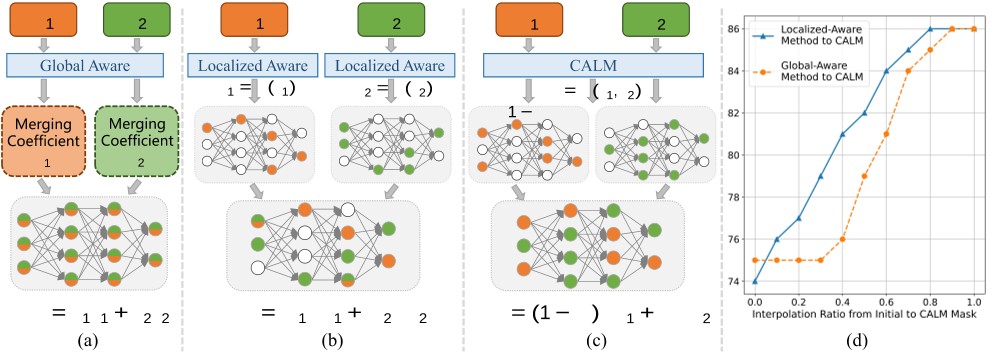 1
2
Global Aware
Merging
Coefficient
1
Merging
Coefficient
2
= 1 1 + 2 2
(a)
1
2
Localized Aware
Localized Aware
1 = ( 1)
2 = ( 2)
= 1 1 + 2 2
(b)
1
2
CALM
= ( 1, 2)
1 −
= (1 − ) 1 + 2
(c)
86
84
82
80
78
76
74
Localized-Aware
Method to CALM
Global-Aware
Method to CALM
0.0 0.2 0.4 0.6 0.8 1.0
Interpolation Ratio from Initial to CALM Mask
(d)